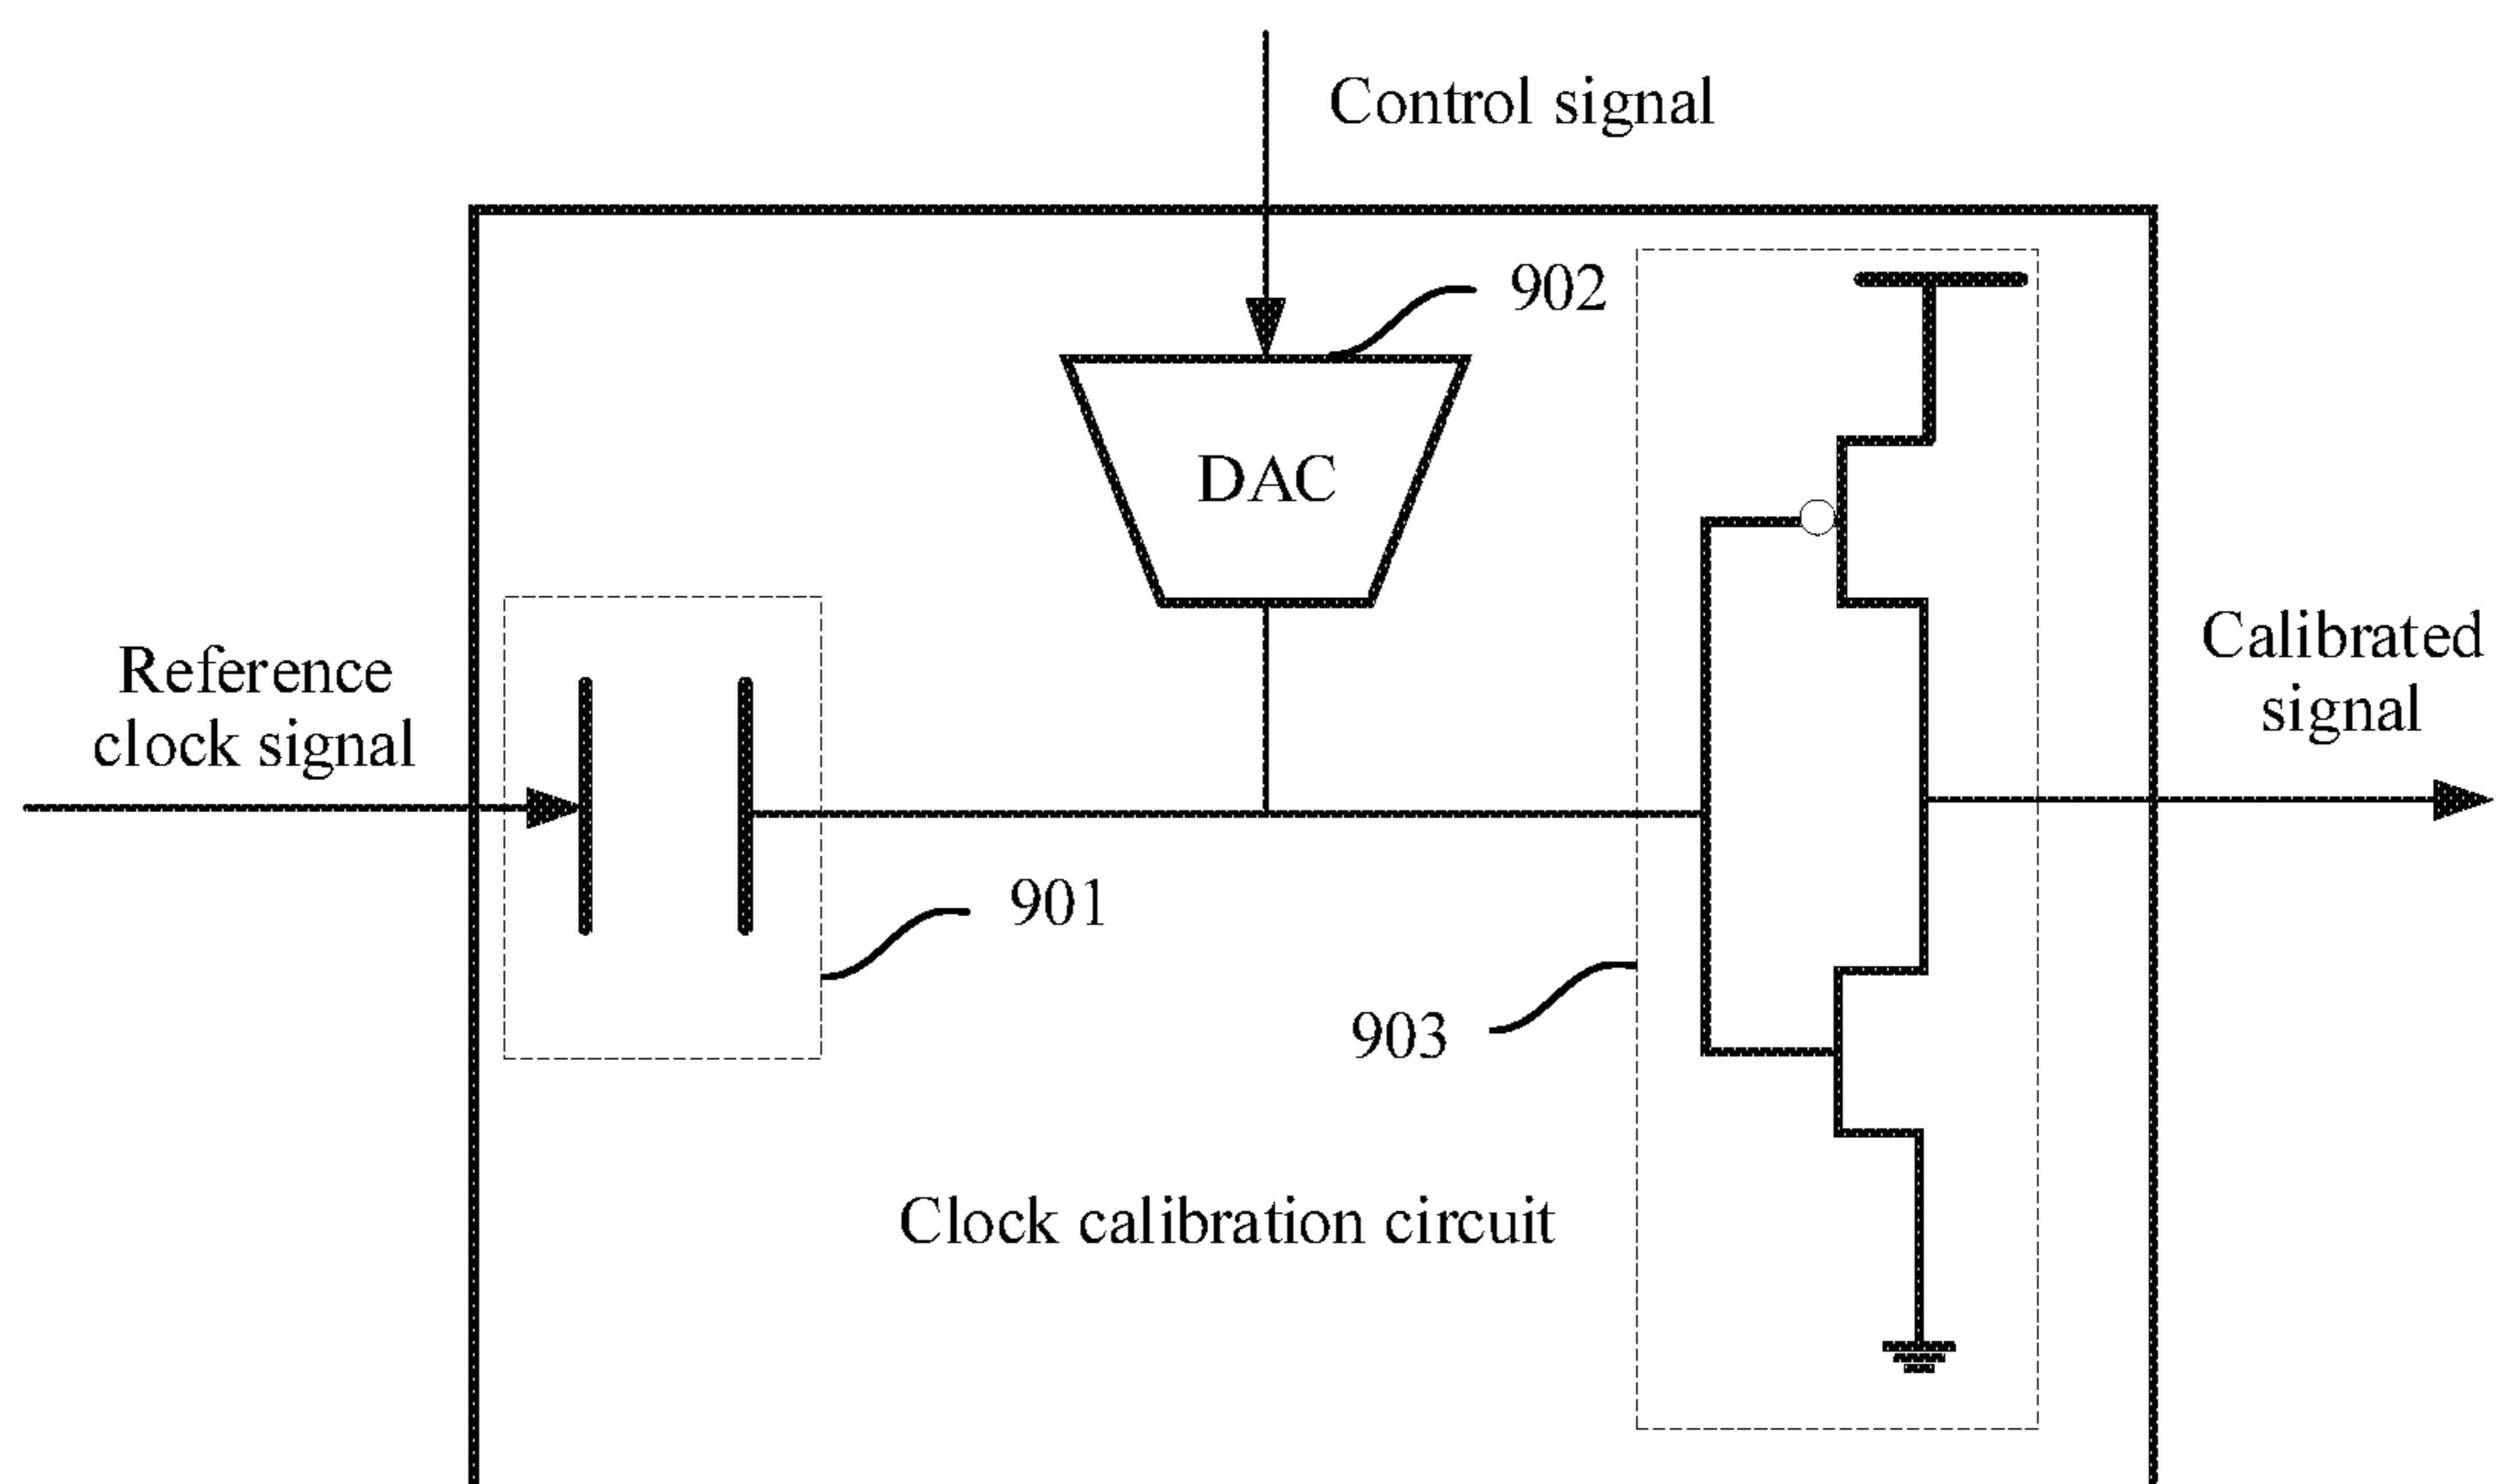 Control signal
902
DAC
Reference
clock signal
Calibrated
signal
901
903
Clock calibration circuit